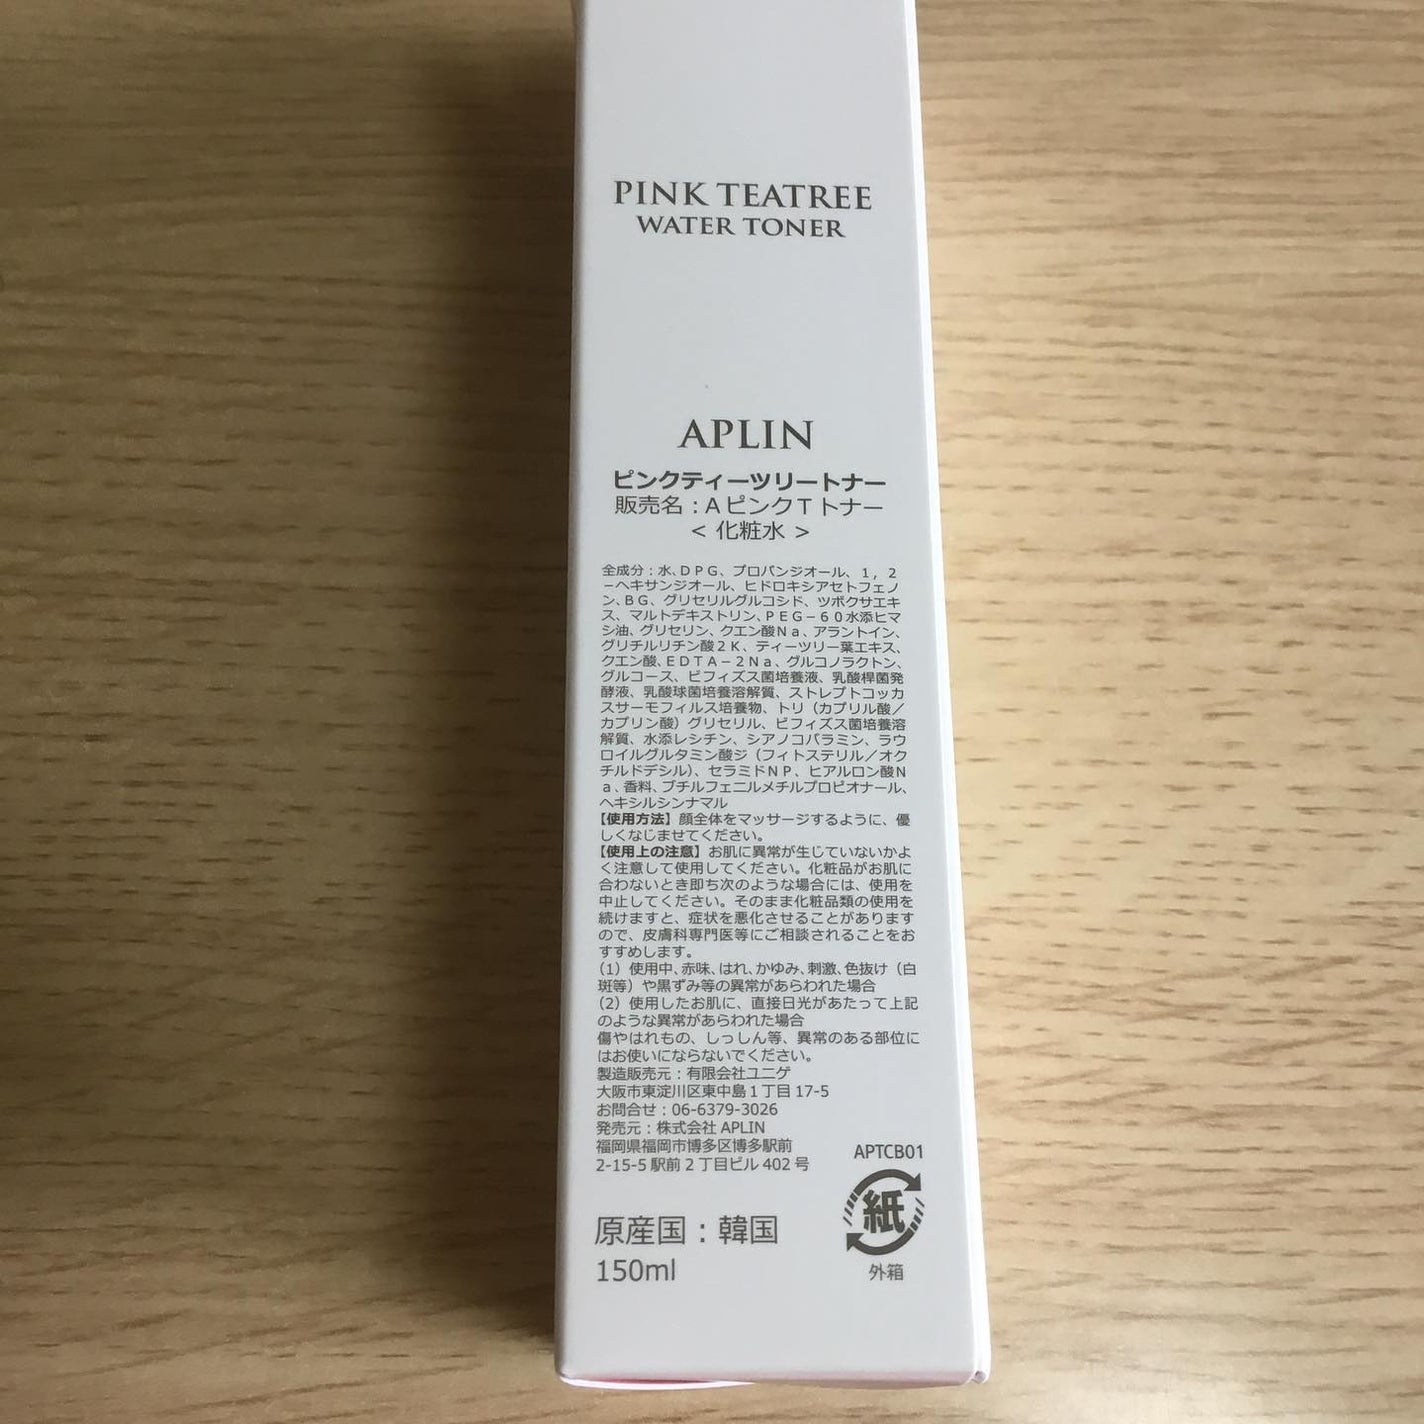 PINK TEATREE
WATER TONER
APLIN
ピンクティーツリートナー
販売名：AピンクTトナー
< 化粧水 >
全成分：水、DPG、プロパンジオール、1，2
－ヘキサンジオール、ヒドロキシアセトフェノ
ン、BG、グリセリルグルコシド、ツボクサエキ
ス、マルトデキストリン、PEG－60水添ヒマ
シ油、グリセリン、クエン酸Na、アラントイン、
グリチルリチン酸2K、ティーツリー葉エキス、
クエン酸、EDTA－2Na、グルコノラクトン、
グルコース、ビフィズス菌培養液、乳酸桿菌発
酵液、乳酸球菌培養溶解質、ストレプトコッカ
スサーモフィルス培養物、トリ（カプリル酸／
カプリン酸）グリセリル、ビフィズス菌培養溶
解質、水添レシチン、シアノコバラミン、ラウ
ロイルグルタミン酸ジ（フィトステリル／オク
チルドデシル）、セラミドNP、ヒアルロン酸N
a、香料、ブチルフェニルメチルプロピオナール、
ヘキシルシンナマル
【使用方法】顔全体をマッサージするように、優
しくなじませてください。
【使用上の注意】お肌に異常が生じていないかよ
く注意して使用してください。化粧品がお肌に
合わないとき即ち次のような場合には、使用を
中止してください。そのまま化粧品類の使用を
続けますと、症状を悪化させることがあります
ので、皮膚科専門医等にご相談されることをお
すすめします。
（1）使用中、赤味、はれ、かゆみ、刺激、色抜け（白
斑等）や黒ずみ等の異常があらわれた場合
（2）使用したお肌に、直接日光があたって上記
のような異常があらわれた場合
傷やはれもの、しっしん等、異常のある部位に
はお使いにならないでください。
製造販売元：有限会社ユニゲ
大阪市東淀川区東中島1丁目17-5
お問合せ：06-6379-3026
発売元：株式会社 APLIN
福岡県福岡市博多区博多駅前
2-15-5 駅前2丁目ビル 402 号
APTCB01
紙
外箱
原産国：韓国
150ml